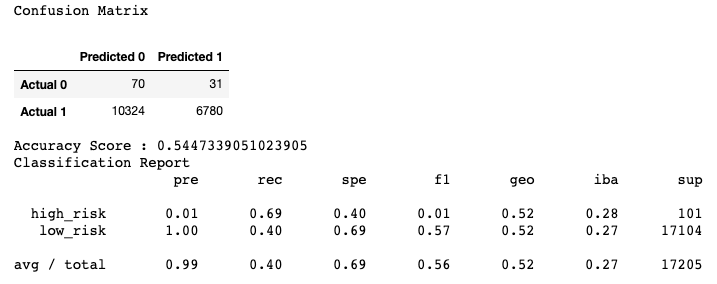 Confusion Matrix
Predicted 0 Predicted 1
Actual 0 70 31
Actual 1 10324 6780
Accuracy Score : 0.5447339051023905
Classification Report
pre rec spe f1 geo iba sup
high_risk 0.01 0.69 0.40 0.01 0.52 0.28 101
low_risk 1.00 0.40 0.69 0.57 0.52 0.27 17104
avg / total 0.99 0.40 0.69 0.56 0.52 0.27 17205